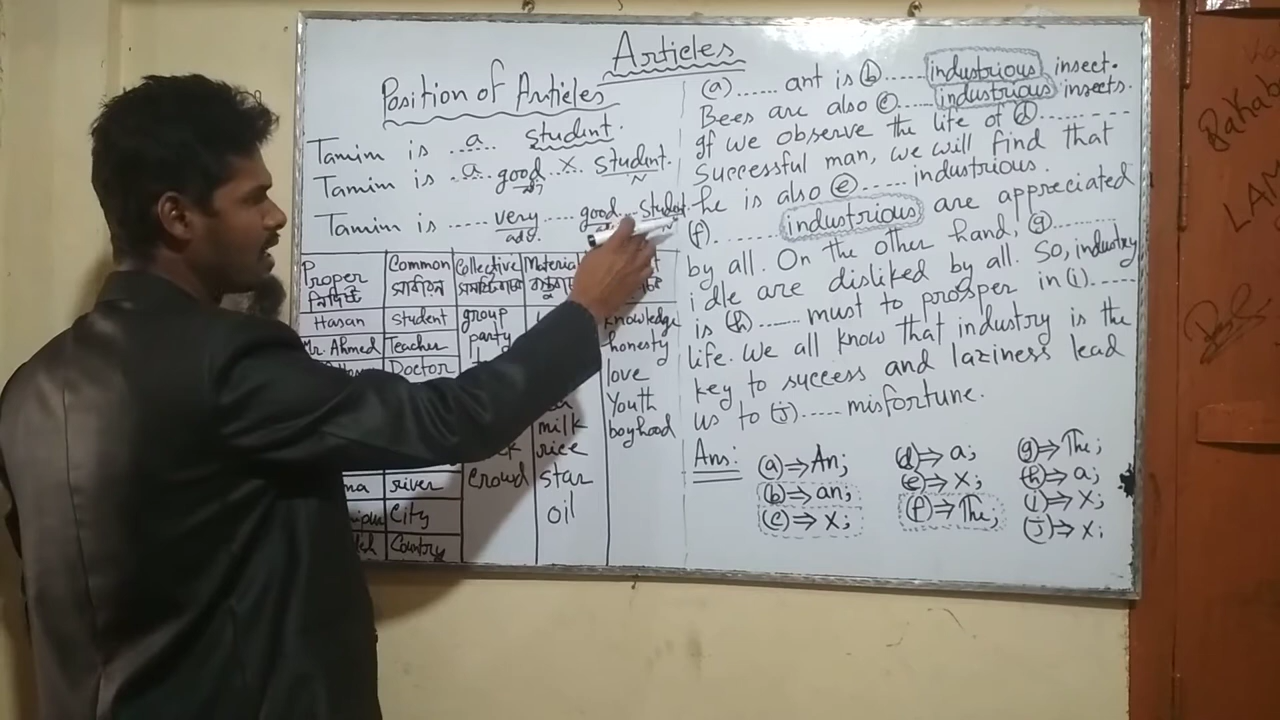 Articles
Position of Articles
Tamim is ..a... student.
Tamim is ..a.. good ..X.. student.
adj N
Tamim is ...... very ..... good ... student.
adv. N
Proper Common Collective Material
সাধারন
Hasan Student group knowledge
Mr. Ahmed Teacher party honesty
Doctor love
Youth
milk boyhood
rice
river crowd star
City oil
Country
(a)...... ant is (b) ..... industrious insect.
Bees are also (c)..... industrious insects.
If we observe the life of (d)..........
Successful man, we will find that
he is also (e) ..... industrious.
(f). ....... industrious are appreciated
by all. On the other hand, (g).....
idle are disliked by all. So, industry
is (h) ...... must to prosper in (i)......
life. We all know that industry is the
key to success and laziness lead
us to (j)..... misfortune.
Ans:
(a)⇒An; (d)⇒a; (g)⇒The;
(b)⇒an; (e)⇒X; (h)⇒a;
(c)⇒X; (f)⇒The; (i)⇒X;
(j)⇒X;